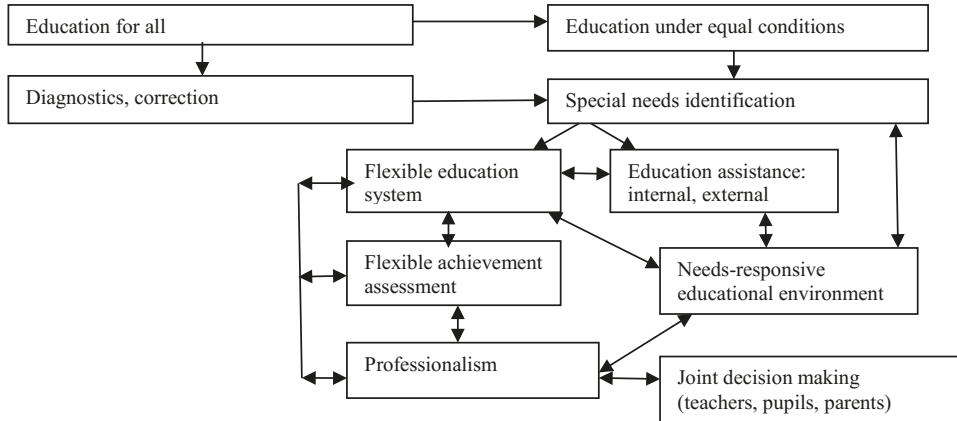 Education for all
Education under equal conditions
Diagnostics, correction
Special needs identification
Flexible education
system
Education assistance:
internal, external
Flexible achievement
assessment
Needs-responsive
educational environment
Professionalism
Joint decision making
(teachers, pupils, parents)